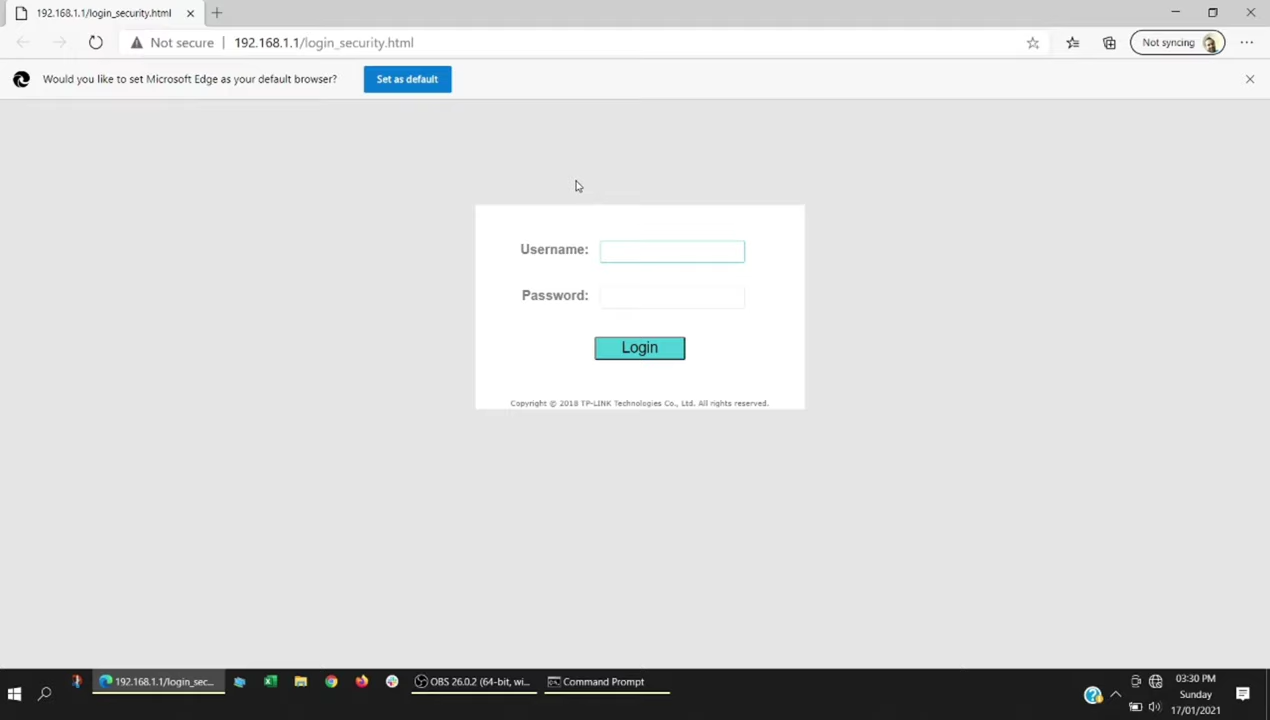 192.168.1.1/login_security.html
Not secure | 192.168.1.1/login_security.html
Not syncing
Would you like to set Microsoft Edge as your default browser?
Set as default
Username:
Password:
Login
Copyright © 2018 TP-LINK Technologies Co., Ltd. All rights reserved.
192.168.1.1/login_sec...
OBS 26.0.2 (64-bit, wi...
Command Prompt
03:30 PM
Sunday
17/01/2021